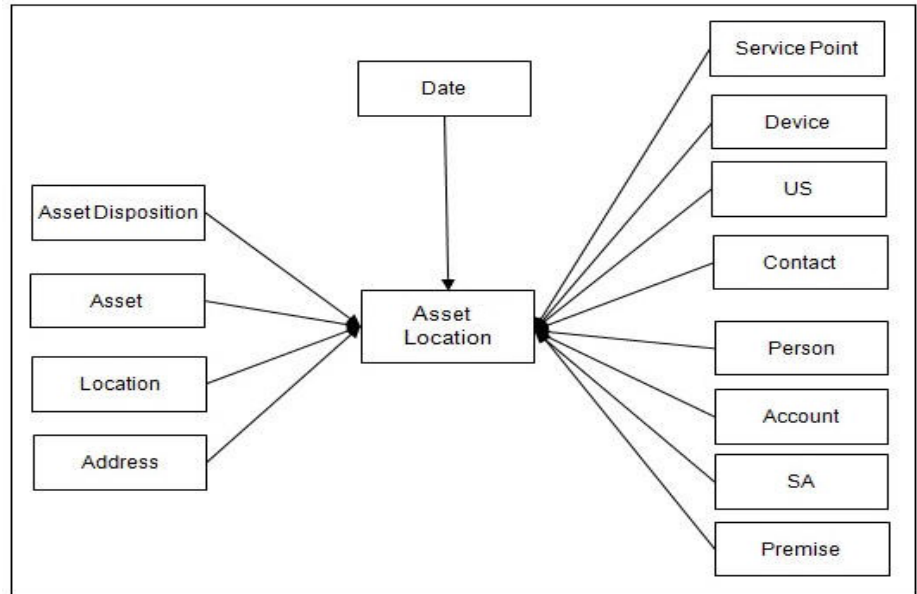 Date
Asset Disposition
Asset
Location
Address
Asset
Location
Service Point
Device
US
Contact
Person
Account
SA
Premise